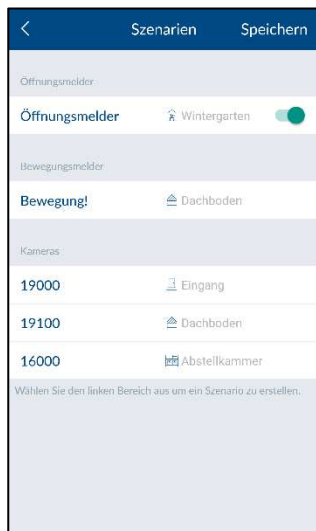 Szenarien Speichern
Öffnungsmelder
Öffnungsmelder Wintergarten
Bewegungsmelder
Bewegung! Dachboden
Kameras
19000 Eingang
19100 Dachboden
16000 Abstellkammer
Wählen Sie den linken Bereich aus um ein Szenario zu erstellen.